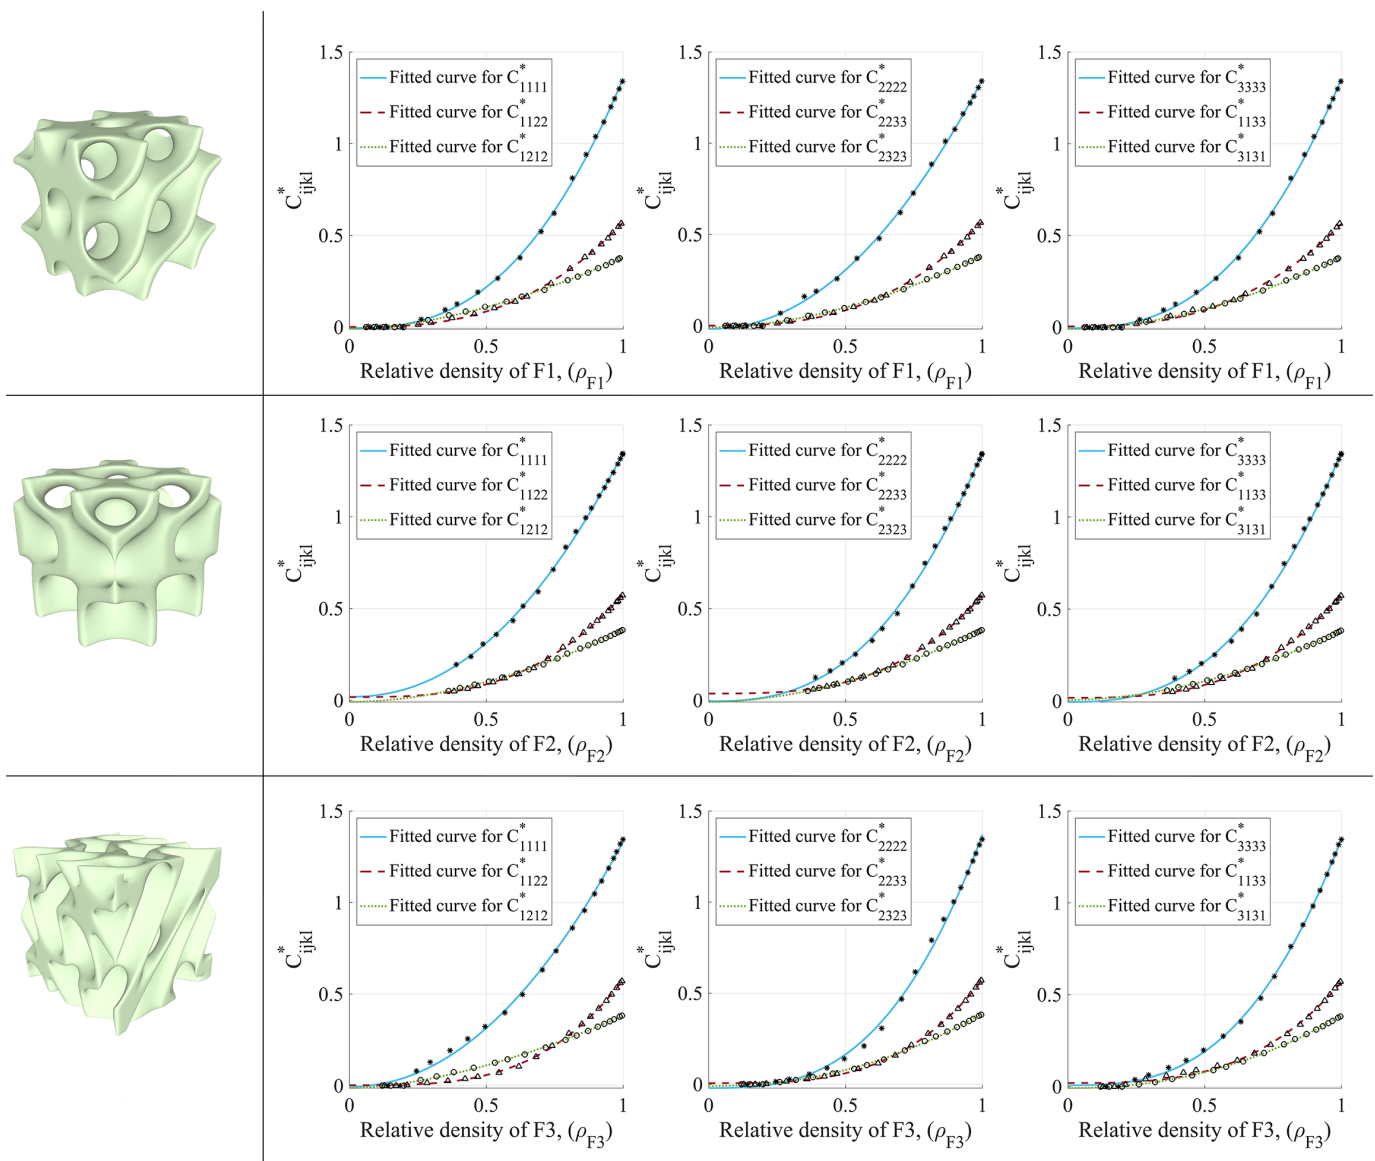 1.5
1
0.5
0
C*ijkl
Fitted curve for C*1111
Fitted curve for C*1122
Fitted curve for C*1212
0 0.5 1
Relative density of F1, (ρF1)
1.5
1
0.5
0
C*ijkl
Fitted curve for C*2222
Fitted curve for C*2233
Fitted curve for C*2323
0 0.5 1
Relative density of F1, (ρF1)
1.5
1
0.5
0
C*ijkl
Fitted curve for C*3333
Fitted curve for C*1133
Fitted curve for C*3131
0 0.5 1
Relative density of F1, (ρF1)
1.5
1
0.5
0
C*ijkl
Fitted curve for C*1111
Fitted curve for C*1122
Fitted curve for C*1212
0 0.5 1
Relative density of F2, (ρF2)
1.5
1
0.5
0
C*ijkl
Fitted curve for C*2222
Fitted curve for C*2233
Fitted curve for C*2323
0 0.5 1
Relative density of F2, (ρF2)
1.5
1
0.5
0
C*ijkl
Fitted curve for C*3333
Fitted curve for C*1133
Fitted curve for C*3131
0 0.5 1
Relative density of F2, (ρF2)
1.5
1
0.5
0
C*ijkl
Fitted curve for C*1111
Fitted curve for C*1122
Fitted curve for C*1212
0 0.5 1
Relative density of F3, (ρF3)
1.5
1
0.5
0
C*ijkl
Fitted curve for C*2222
Fitted curve for C*2233
Fitted curve for C*2323
0 0.5 1
Relative density of F3, (ρF3)
1.5
1
0.5
0
C*ijkl
Fitted curve for C*3333
Fitted curve for C*1133
Fitted curve for C*3131
0 0.5 1
Relative density of F3, (ρF3)